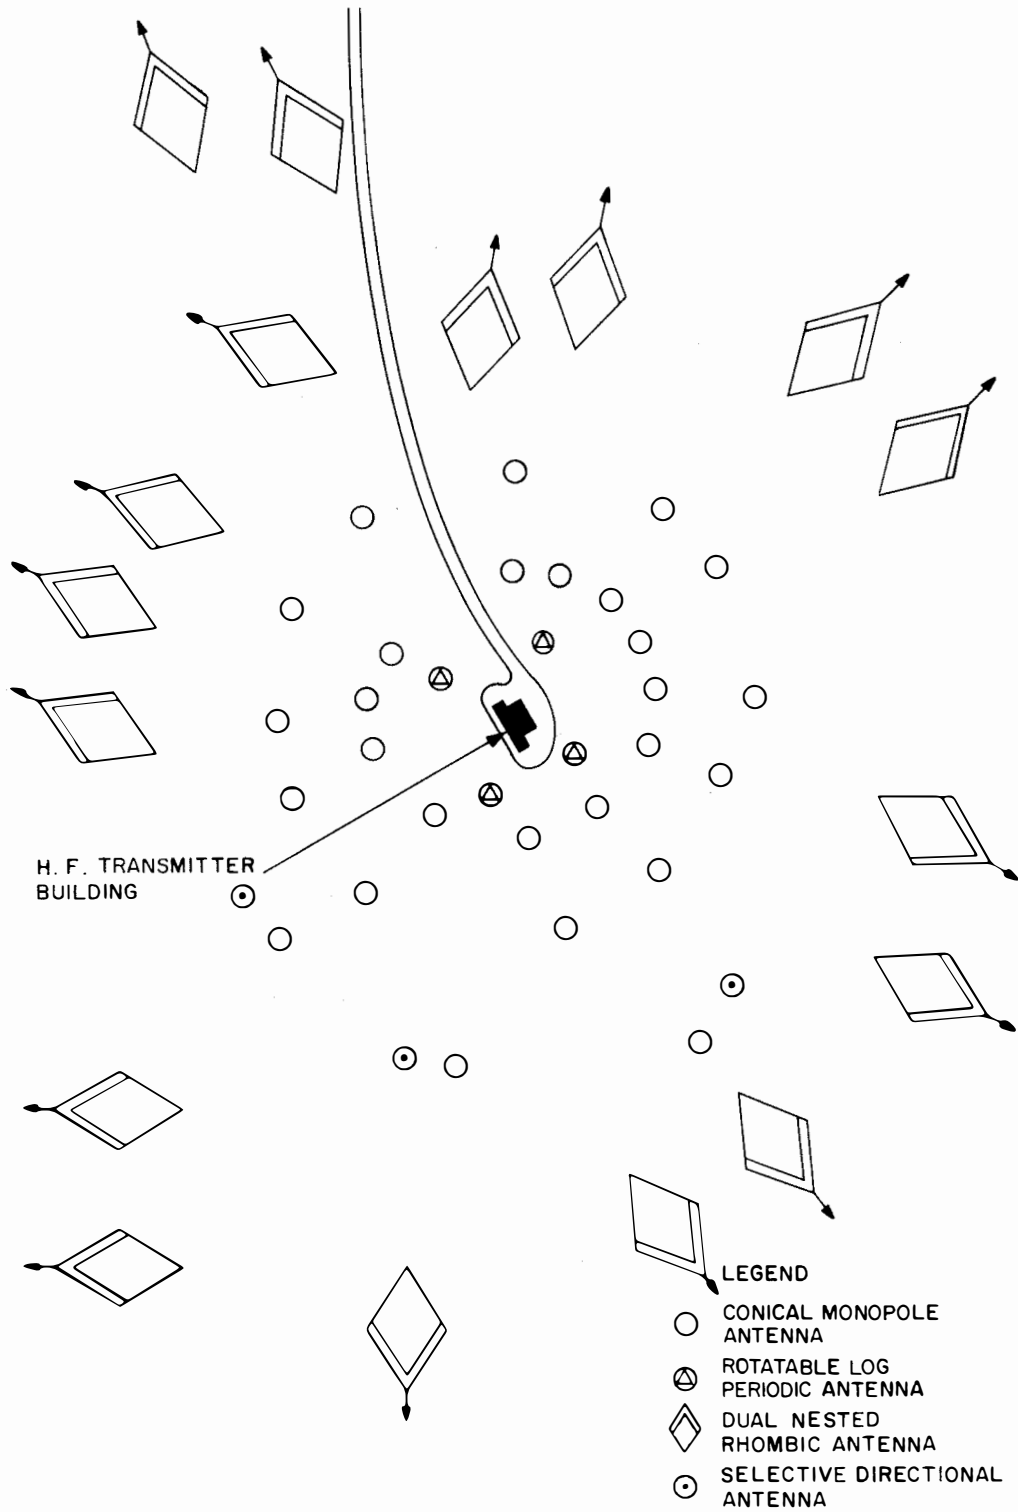 H. F. TRANSMITTER
BUILDING
LEGEND
CONICAL MONOPOLE
ANTENNA
ROTATABLE LOG
PERIODIC ANTENNA
DUAL NESTED
RHOMBIC ANTENNA
SELECTIVE DIRECTIONAL
ANTENNA